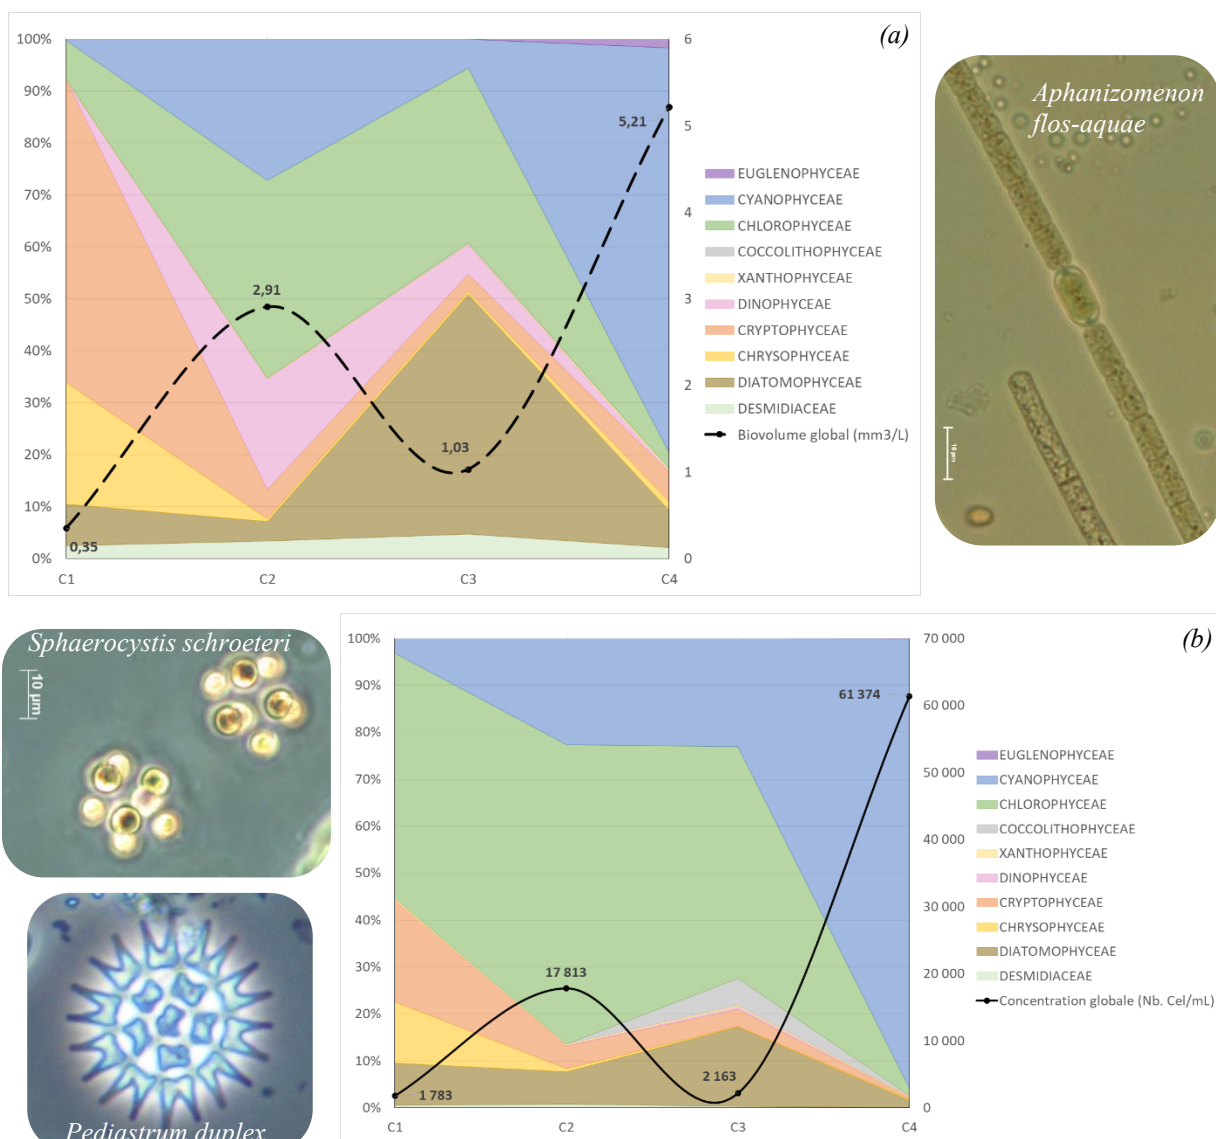 (a)
100%
90%
80%
70%
60%
50%
40%
30%
20%
10%
0%
6
5
4
3
2
1
0
0,35
2,91
1,03
5,21
C1
C2
C3
C4
EUGLENOPHYCEAE
CYANOPHYCEAE
CHLOROPHYCEAE
COCCOLITHOPHYCEAE
XANTHOPHYCEAE
DINOPHYCEAE
CRYPTOPHYCEAE
CHRYSOPHYCEAE
DIATOMOPHYCEAE
DESMIDIACEAE
Biovolume global (mm3/L)
Aphanizomenon
flos-aquae
10 µm
Sphaerocystis schroeteri
10 µm
Pediastrum duplex
(b)
100%
90%
80%
70%
60%
50%
40%
30%
20%
10%
0%
70 000
60 000
50 000
40 000
30 000
20 000
10 000
0
1 783
17 813
2 163
61 374
C1
C2
C3
C4
EUGLENOPHYCEAE
CYANOPHYCEAE
CHLOROPHYCEAE
COCCOLITHOPHYCEAE
XANTHOPHYCEAE
DINOPHYCEAE
CRYPTOPHYCEAE
CHRYSOPHYCEAE
DIATOMOPHYCEAE
DESMIDIACEAE
Concentration globale (Nb. Cel/mL)